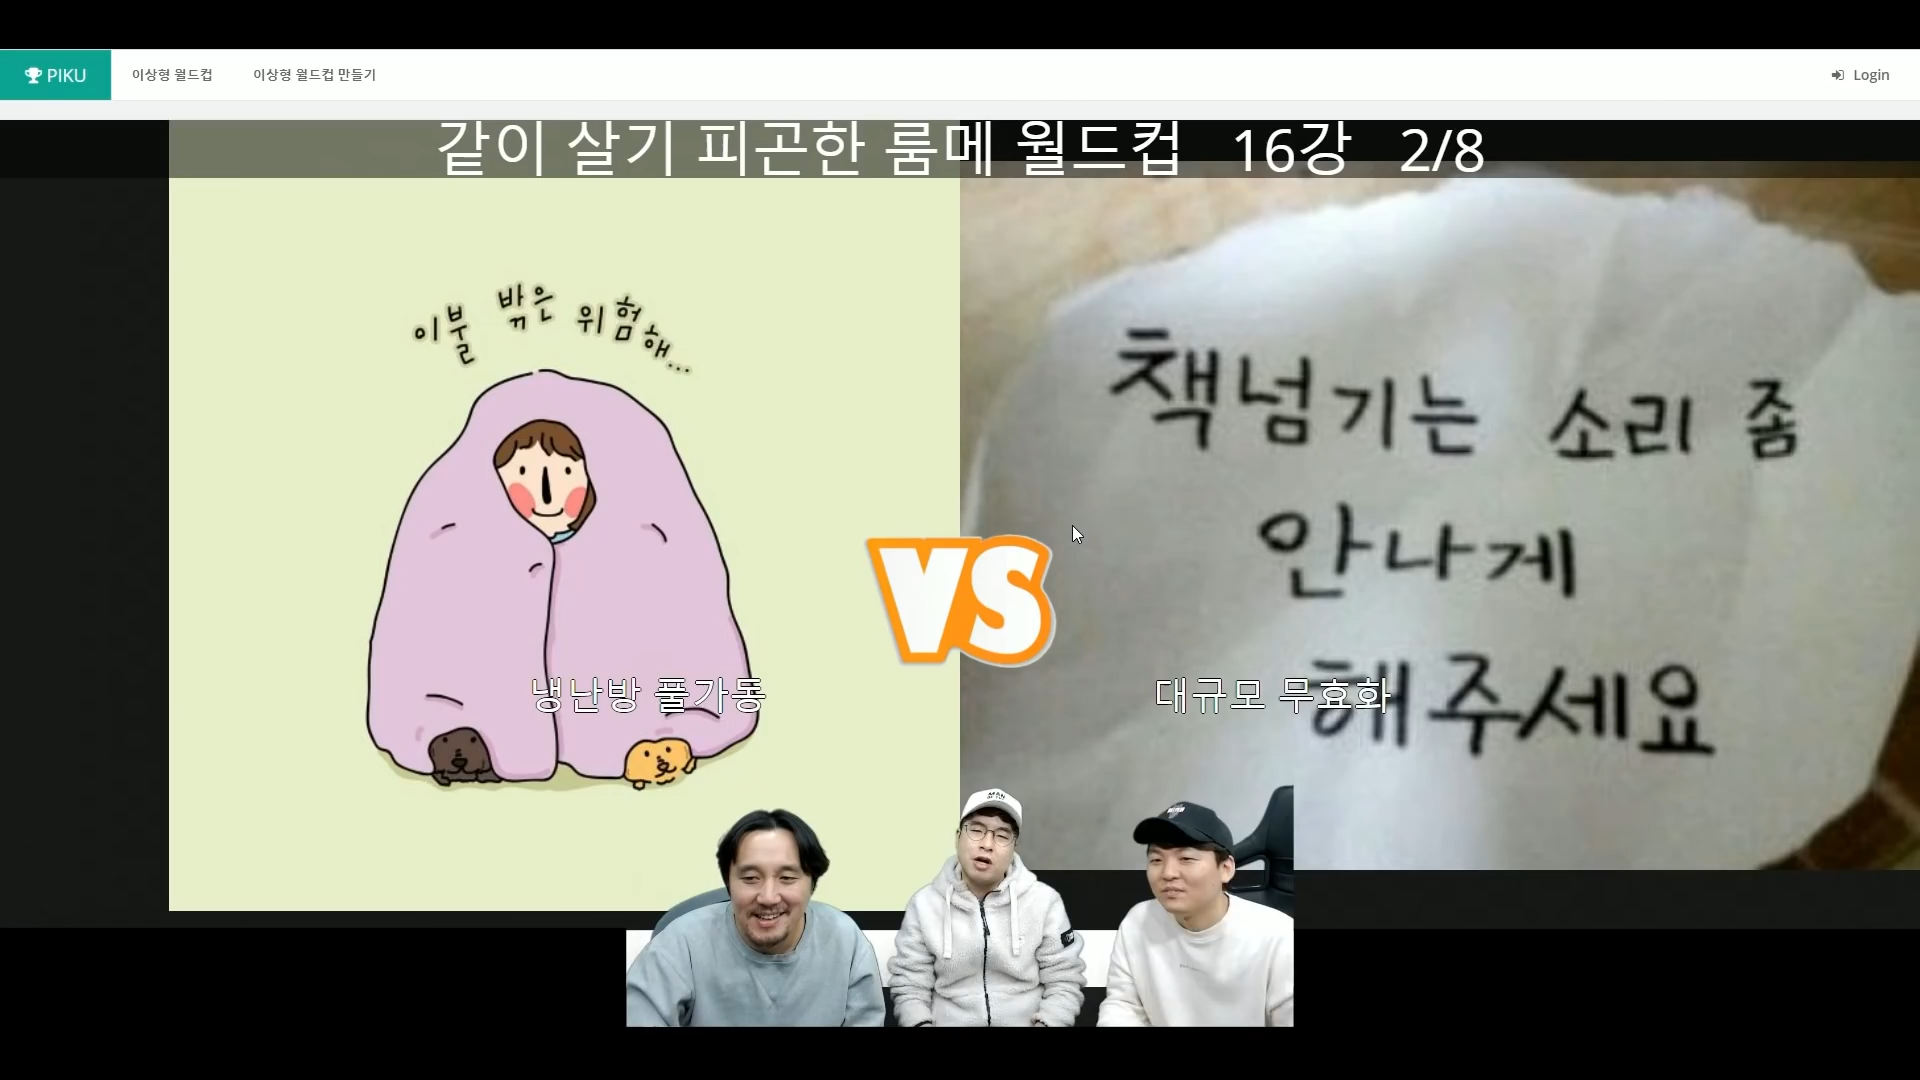 PIKU 이상형 월드컵 이상형 월드컵 만들기 Login
같이 살기 피곤한 룸메 월드컵 16강 2/8
이불 밖은 위험해...
VS
냉난방 풀가동
책넘기는 소리 좀
안나게
해주세요
대규모 무효화